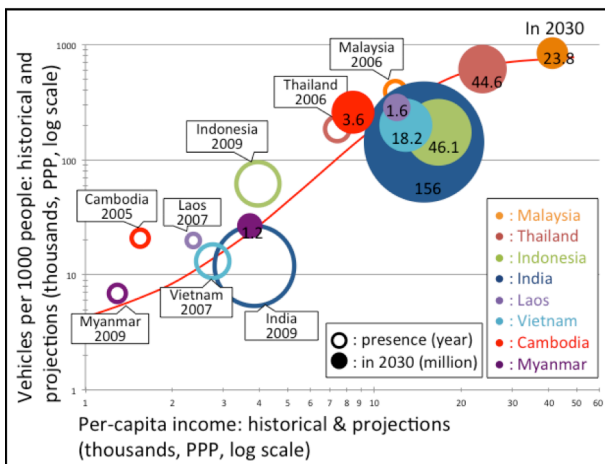 In 2030
1000
100
10
1
Vehicles per 1000 people: historical and
projections (thousands, PPP, log scale)
Malaysia
2006
Thailand
2006
Indonesia
2009
Cambodia
2005
Laos
2007
Myanmar
2009
Vietnam
2007
India
2009
23.8
44.6
3.6
1.6
18.2
46.1
156
1.2
: Malaysia
: Thailand
: Indonesia
: India
: Laos
: Vietnam
: Cambodia
: Myanmar
: presence (year)
: in 2030 (million)
1 2 3 4 5 6 7 8 9 10 20 30 40 50 60
Per-capita income: historical & projections
(thousands, PPP, log scale)